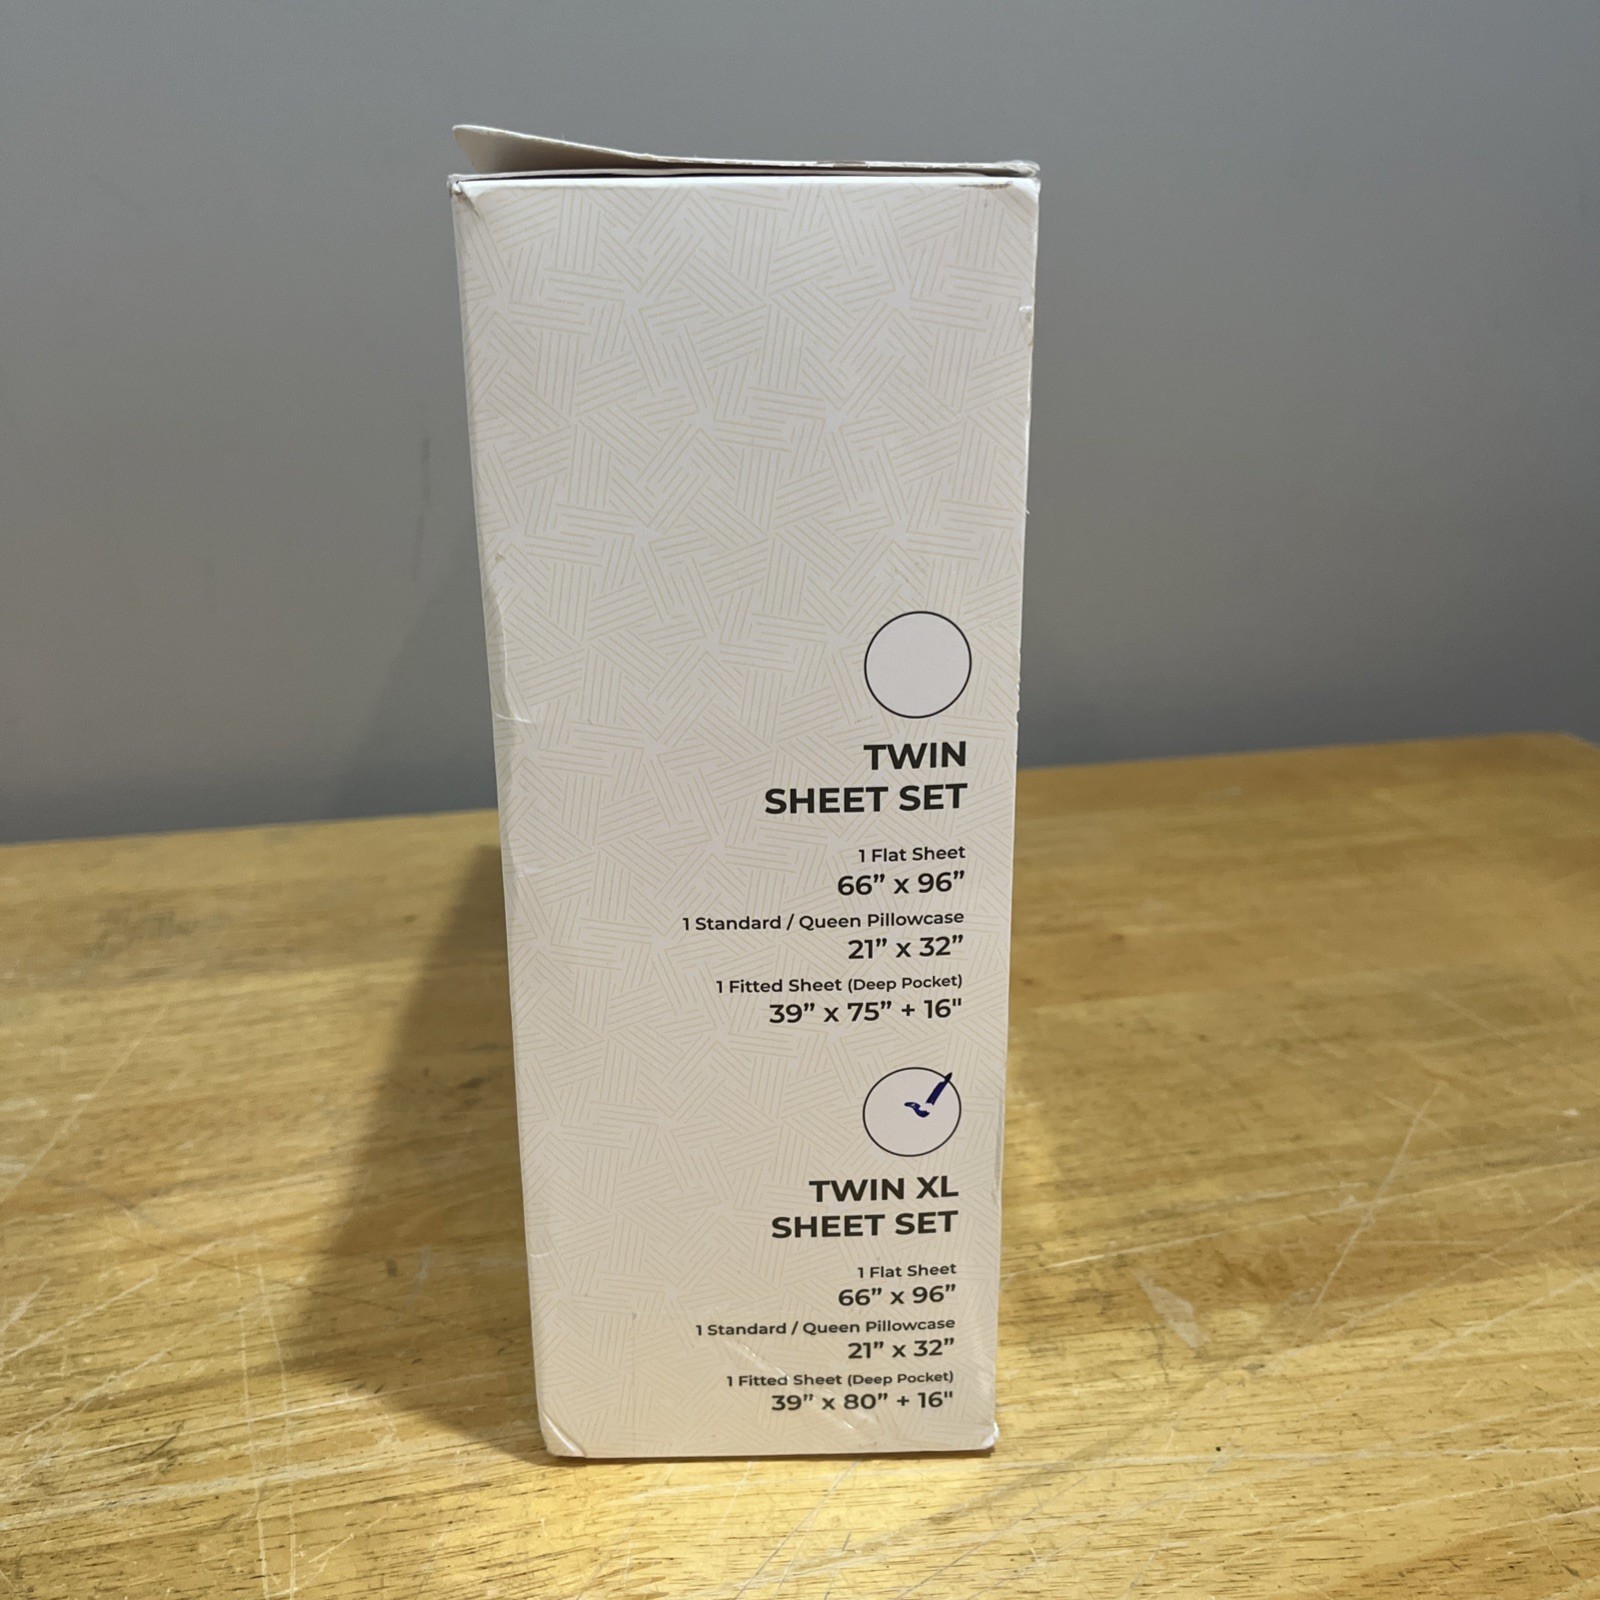 TWIN
SHEET SET
1 Flat Sheet
66” x 96”
1 Standard / Queen Pillowcase
21” x 32”
1 Fitted Sheet (Deep Pocket)
39” x 75” + 16"
TWIN XL
SHEET SET
1 Flat Sheet
66” x 96”
1 Standard / Queen Pillowcase
21” x 32”
1 Fitted Sheet (Deep Pocket)
39” x 80” + 16"